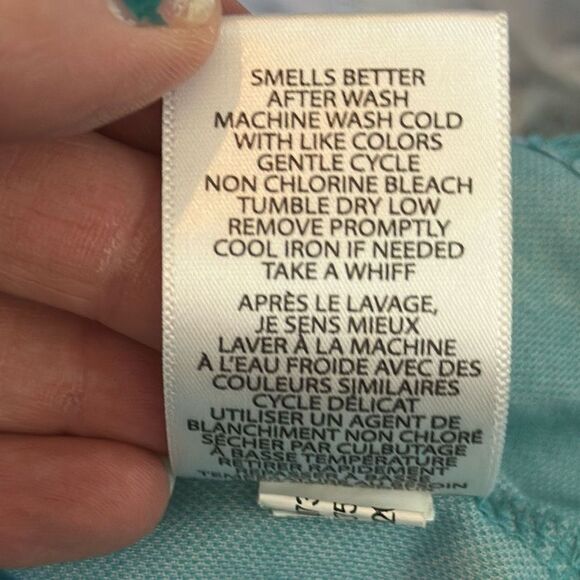 SMELLS BETTER
AFTER WASH
MACHINE WASH COLD
WITH LIKE COLORS
GENTLE CYCLE
NON CHLORINE BLEACH
TUMBLE DRY LOW
REMOVE PROMPTLY
COOL IRON IF NEEDED
TAKE A WHIFF
APRÈS LE LAVAGE,
JE SENS MIEUX
LAVER À LA MACHINE
À L'EAU FROIDE AVEC DES
COULEURS SIMILAIRES
CYCLE DÉLICAT
UTILISER UN AGENT DE
BLANCHIMENT NON CHLORÉ
SÉCHER PAR CULBUTAGE
À BASSE TEMPÉRATURE
RETIRER RAPIDEMENT